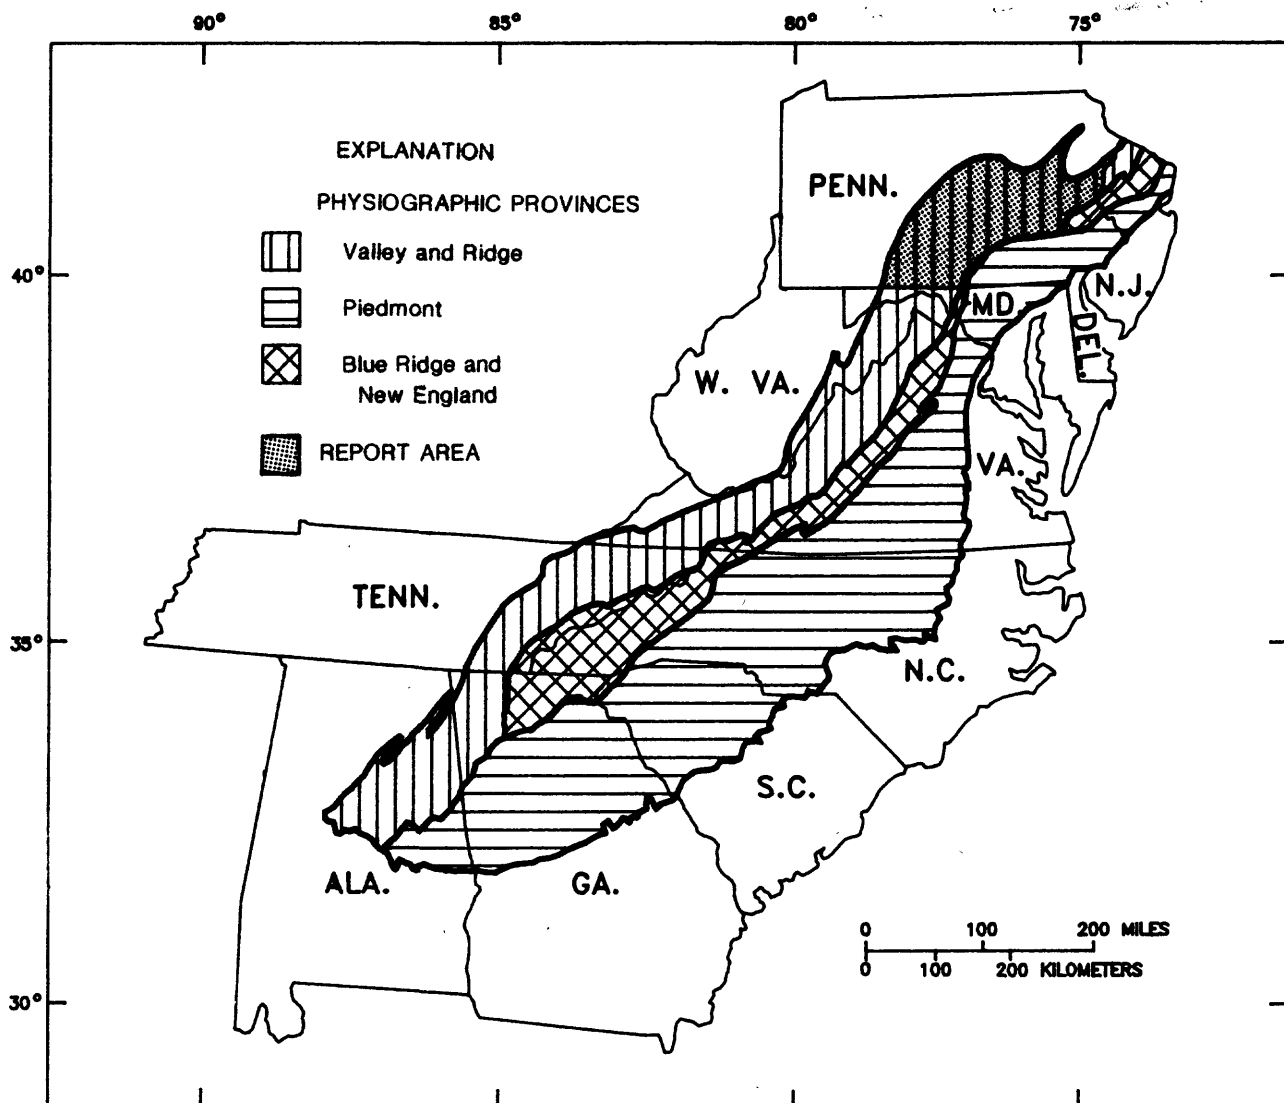 90° 85° 80° 75°
EXPLANATION
PHYSIOGRAPHIC PROVINCES
Valley and Ridge
Piedmont
Blue Ridge and
New England
REPORT AREA
PENN.
40°
N.J.
MD.
DEL.
W. VA.
VA.
TENN.
35°
N.C.
S.C.
ALA.
GA.
0 100 200 MILES
0 100 200 KILOMETERS
30°